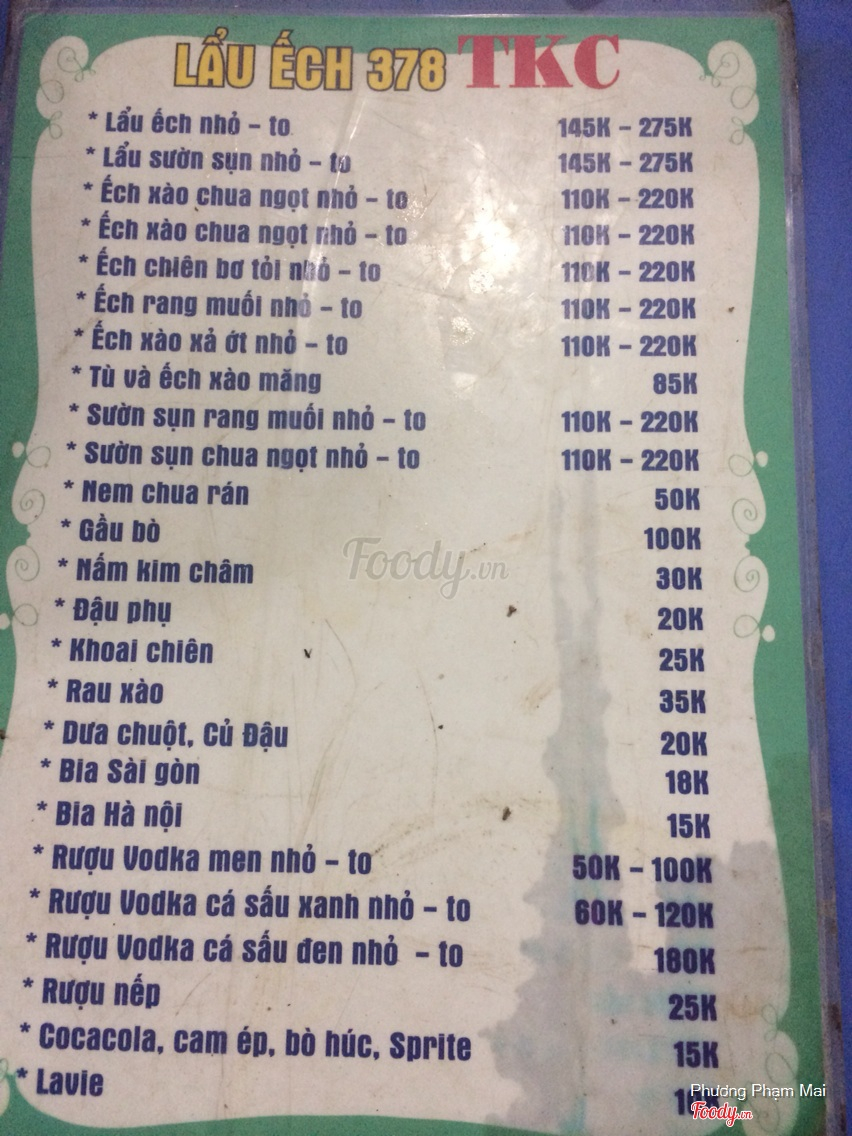 LẨU ẾCH 378 TKC
* Lẩu ếch nhỏ – to 145K – 275K
* Lẩu sườn sụn nhỏ – to 145K – 275K
* Ếch xào chua ngọt nhỏ – to 110K – 220K
* Ếch xào chua ngọt nhỏ – to 110K – 220K
* Ếch chiên bơ tỏi nhỏ – to 110K – 220K
* Ếch rang muối nhỏ – to 110K – 220K
* Ếch xào xả ớt nhỏ – to 110K – 220K
* Tù và ếch xào măng 85K
* Sườn sụn rang muối nhỏ – to 110K – 220K
* Sườn sụn chua ngọt nhỏ – to 110K – 220K
* Nem chua rán 50K
* Gầu bò 100K
* Nấm kim châm 30K
* Đậu phụ 20K
* Khoai chiên 25K
* Rau xào 35K
* Dưa chuột, Củ Đậu 20K
* Bia Sài gòn 18K
* Bia Hà nội 15K
* Rượu Vodka men nhỏ – to 50K – 100K
* Rượu Vodka cá sấu xanh nhỏ – to 60K – 120K
* Rượu Vodka cá sấu đen nhỏ – to 180K
* Rượu nếp 25K
* Cocacola, cam ép, bò húc, Sprite 15K
* Lavie
Foody.vn
Phương Phạm Mai
Foody.vn